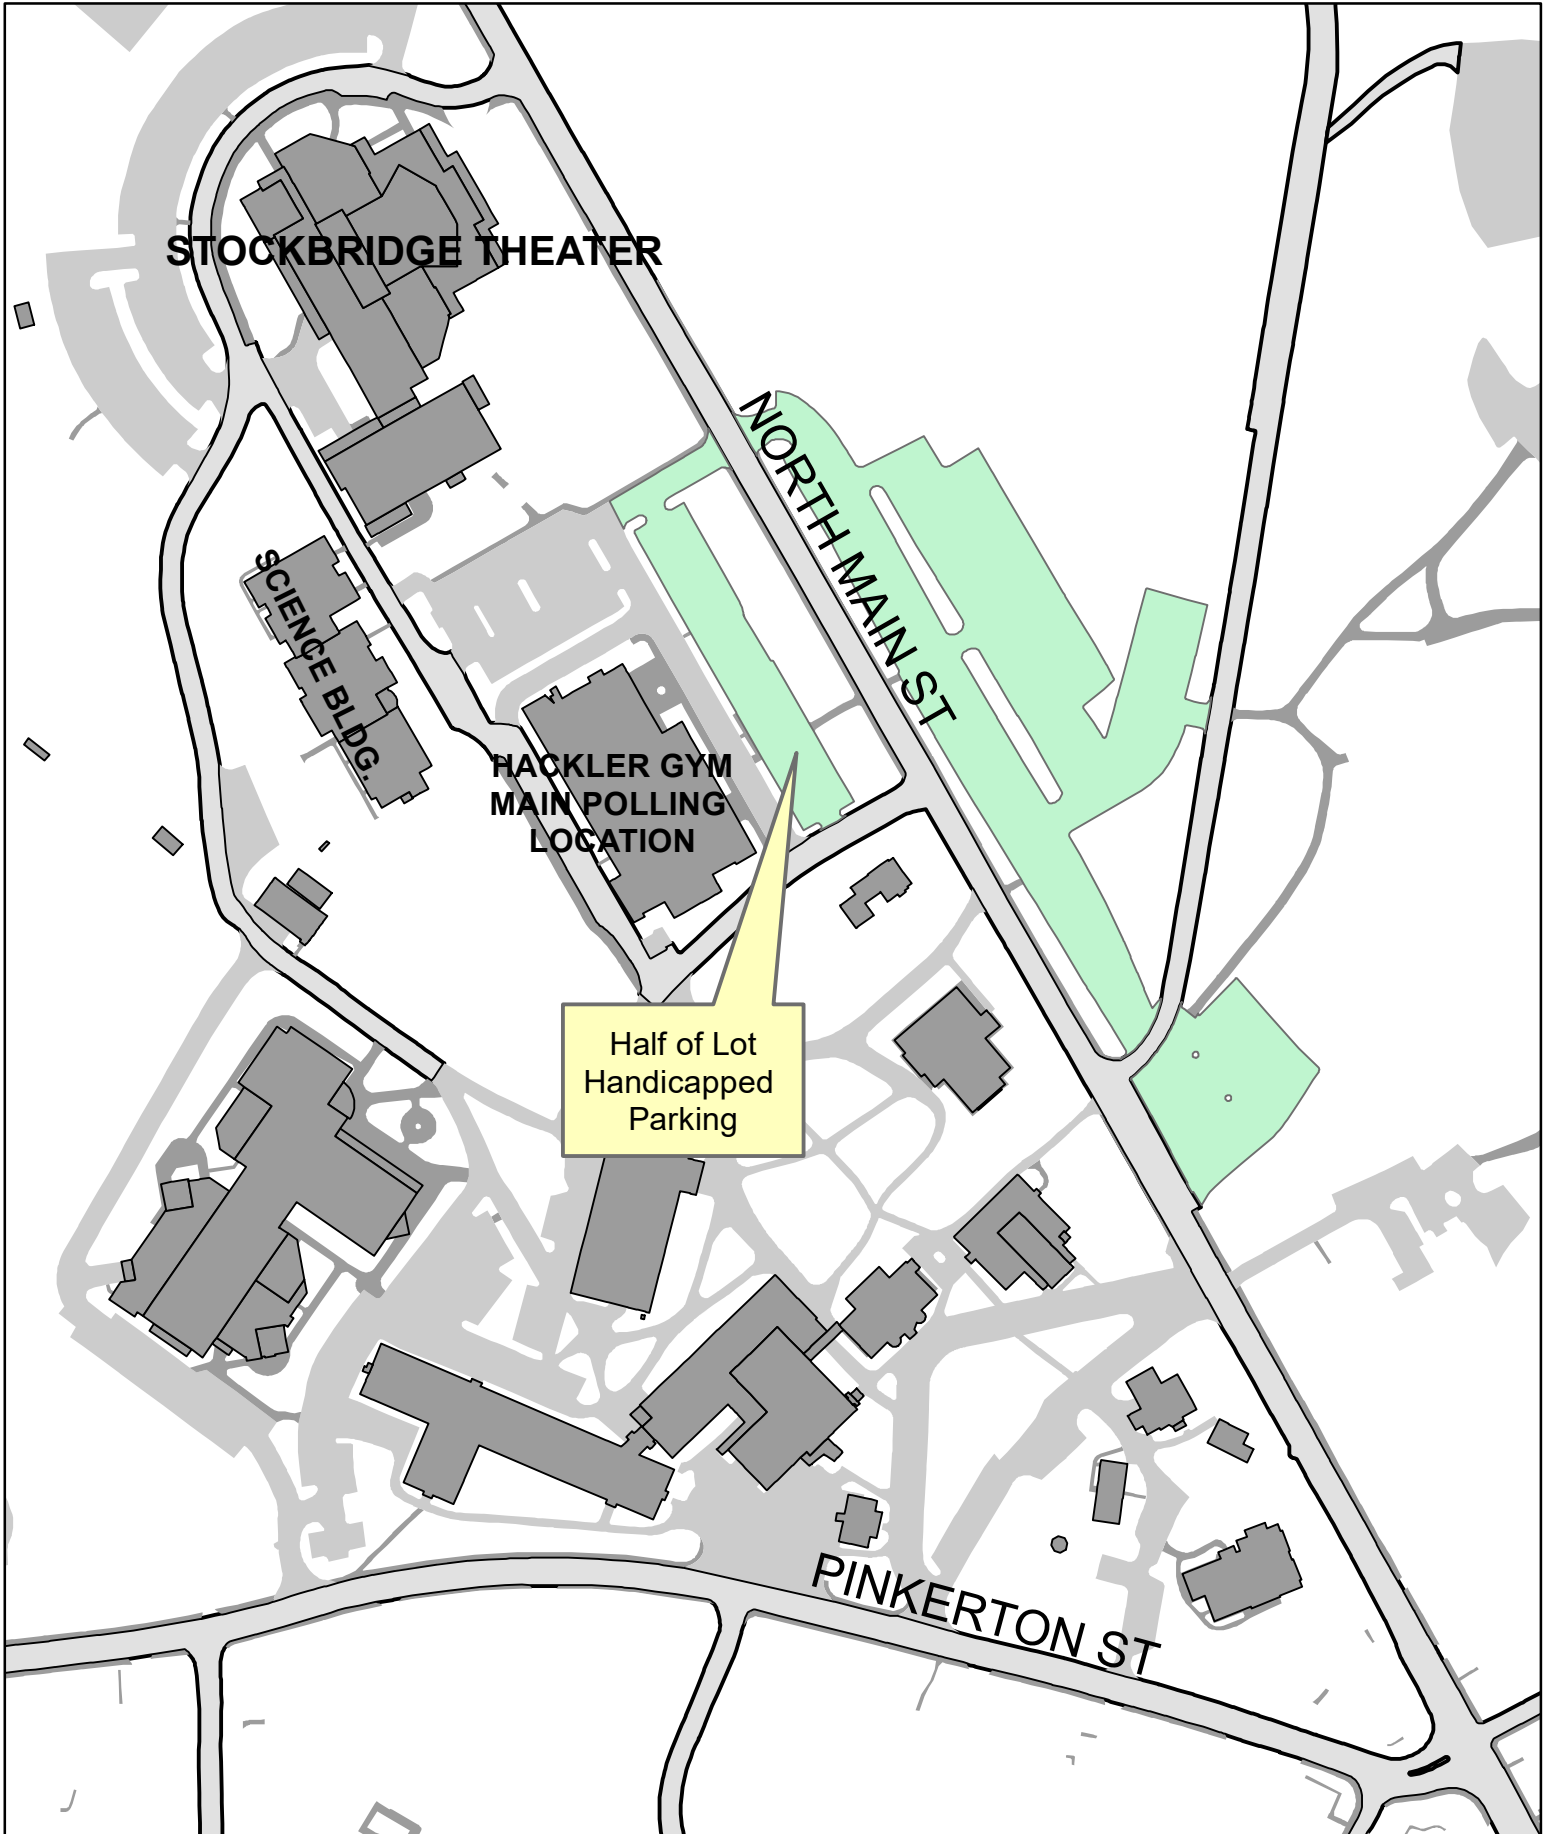 STOCKBRIDGE THEATER
NORTH MAIN ST
SCIENCE BLDG.
HACKLER GYM
MAIN POLLING
LOCATION
Half of Lot
Handicapped
Parking
PINKERTON ST